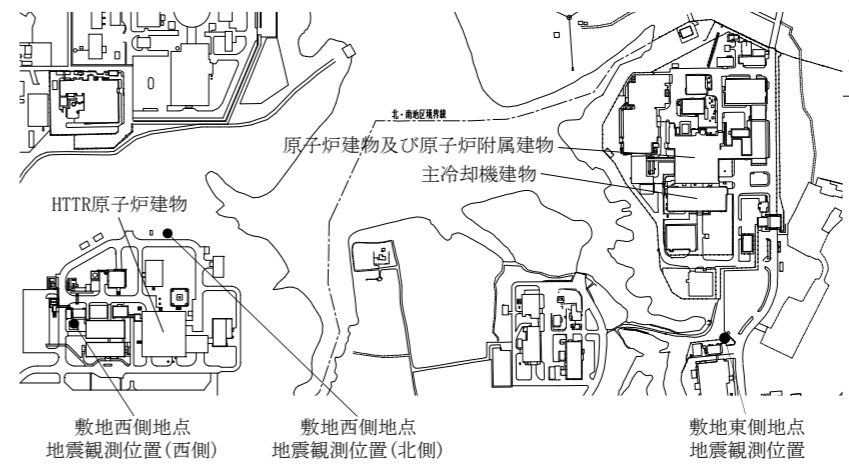 北・南地区境界線
原子炉建物及び原子炉附属建物
主冷却機建物
HTTR原子炉建物
敷地西側地点
地震観測位置(西側)
敷地西側地点
地震観測位置(北側)
敷地東側地点
地震観測位置